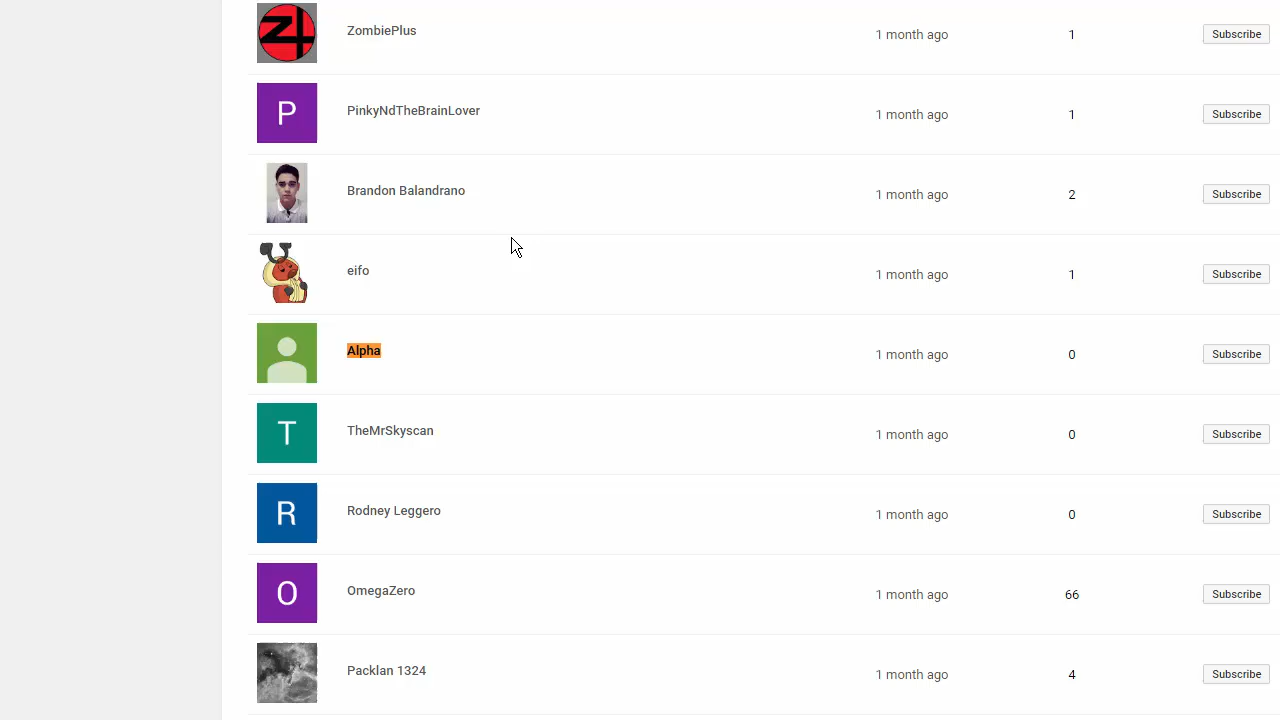 ZombiePlus 1 month ago 1 Subscribe
P PinkyNdTheBrainLover 1 month ago 1 Subscribe
Brandon Balandrano 1 month ago 2 Subscribe
eifo 1 month ago 1 Subscribe
Alpha 1 month ago 0 Subscribe
T TheMrSkyscan 1 month ago 0 Subscribe
R Rodney Leggero 1 month ago 0 Subscribe
O OmegaZero 1 month ago 66 Subscribe
Packlan 1324 1 month ago 4 Subscribe